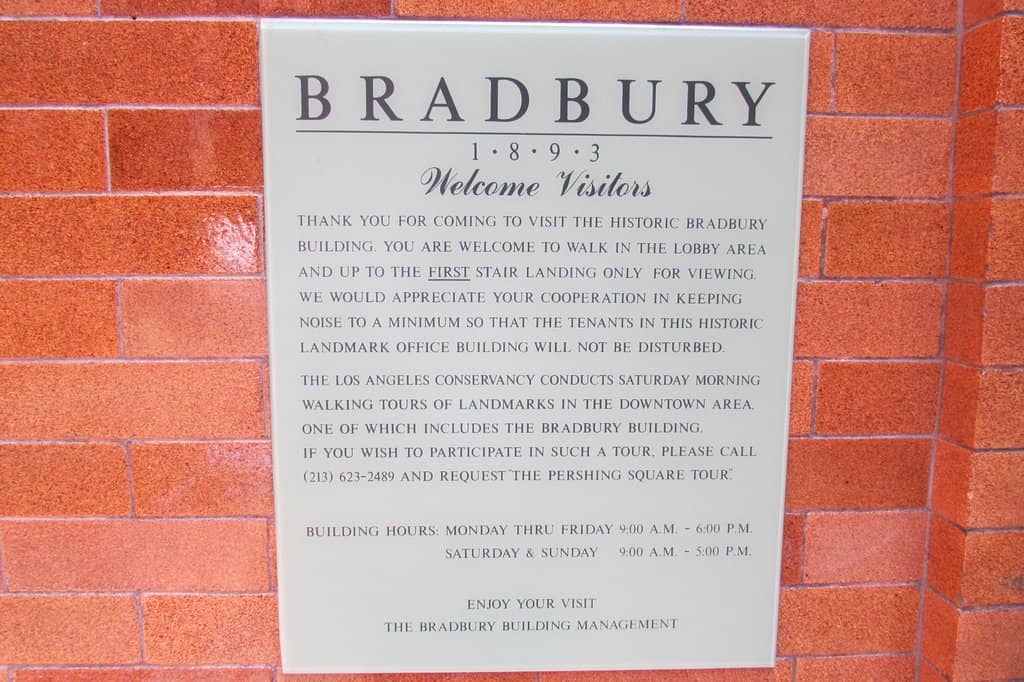 BRADBURY
1·8·9·3
Welcome Visitors
THANK YOU FOR COMING TO VISIT THE HISTORIC BRADBURY
BUILDING. YOU ARE WELCOME TO WALK IN THE LOBBY AREA
AND UP TO THE FIRST STAIR LANDING ONLY FOR VIEWING.
WE WOULD APPRECIATE YOUR COOPERATION IN KEEPING
NOISE TO A MINIMUM SO THAT THE TENANTS IN THIS HISTORIC
LANDMARK OFFICE BUILDING WILL NOT BE DISTURBED.
THE LOS ANGELES CONSERVANCY CONDUCTS SATURDAY MORNING
WALKING TOURS OF LANDMARKS IN THE DOWNTOWN AREA,
ONE OF WHICH INCLUDES THE BRADBURY BUILDING.
IF YOU WISH TO PARTICIPATE IN SUCH A TOUR, PLEASE CALL
(213) 623-2489 AND REQUEST "THE PERSHING SQUARE TOUR".
BUILDING HOURS: MONDAY THRU FRIDAY 9:00 A.M. - 6:00 P.M.
SATURDAY & SUNDAY 9:00 A.M. - 5:00 P.M.
ENJOY YOUR VISIT
THE BRADBURY BUILDING MANAGEMENT